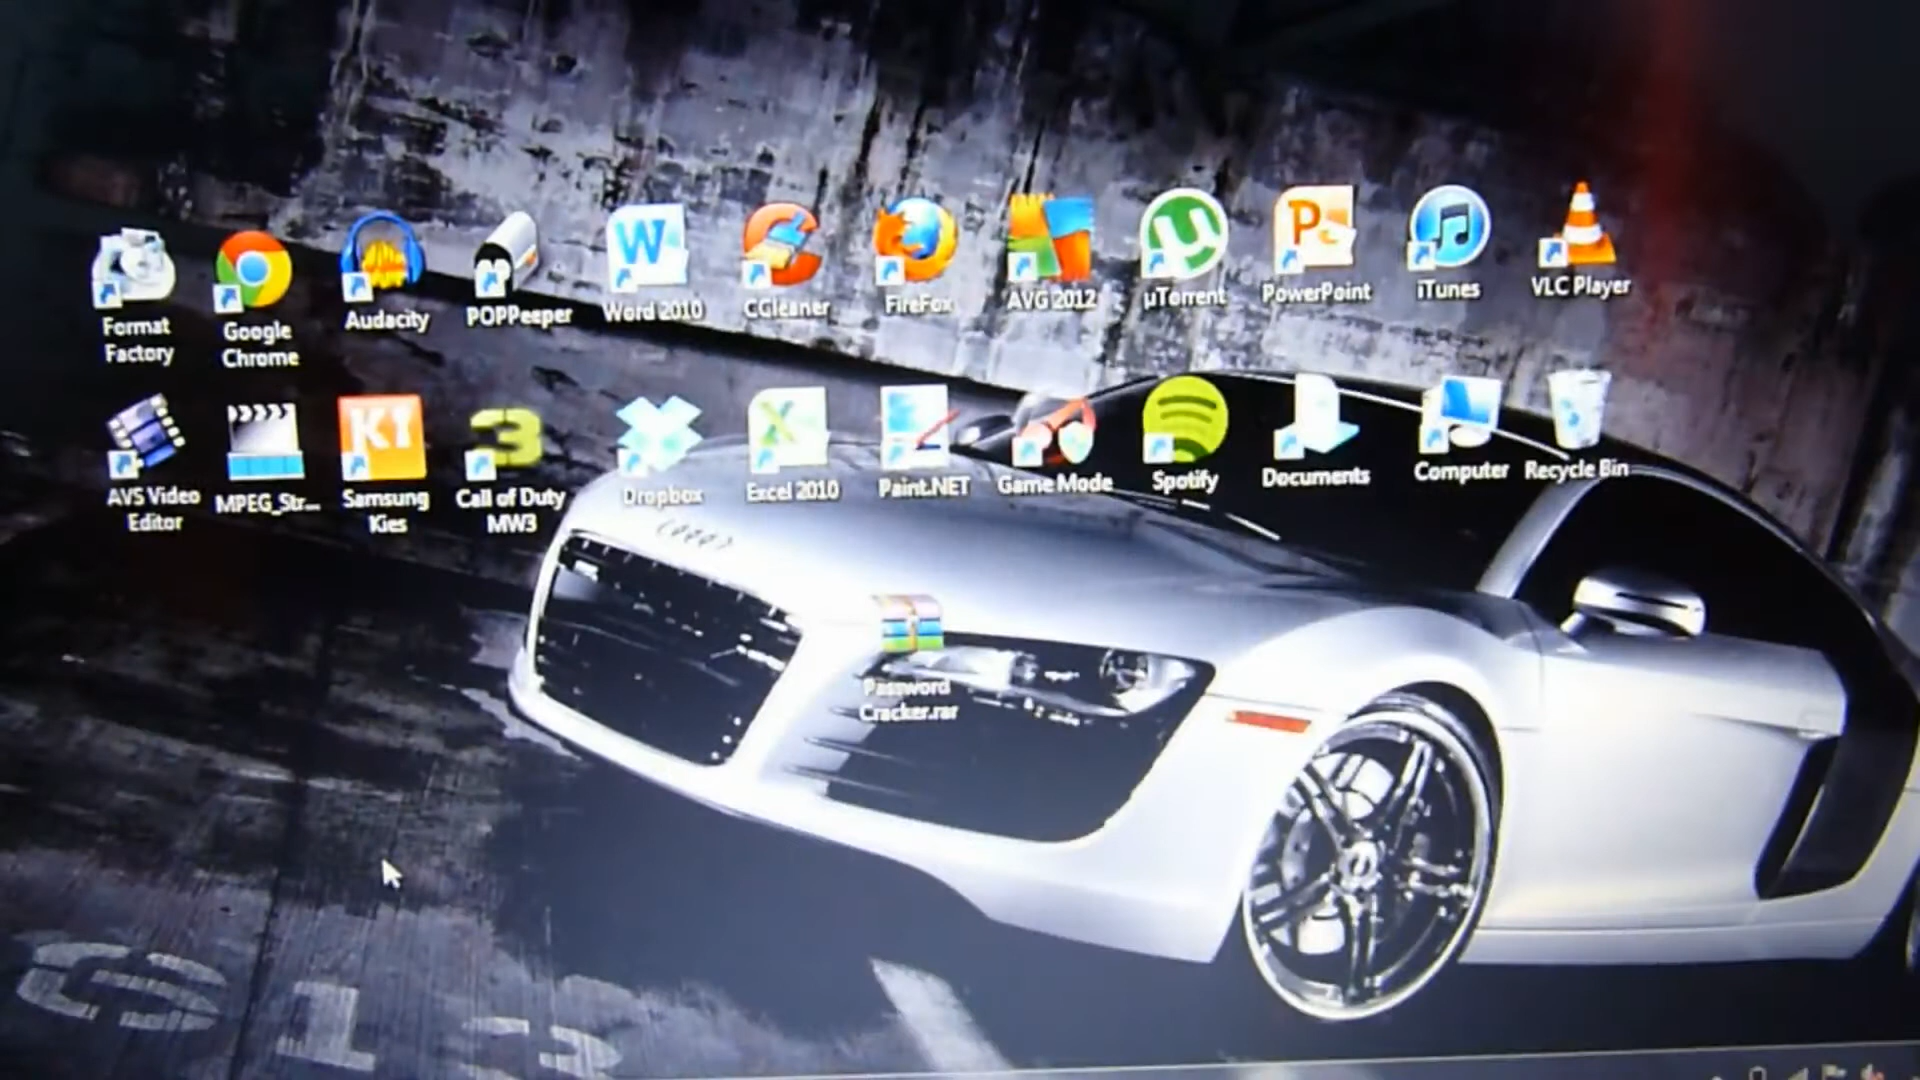 Format
Factory
Google
Chrome
Audacity
POPPeeper
Word 2010
CCleaner
FireFox
AVG 2012
µTorrent
PowerPoint
iTunes
VLC Player
AVS Video
Editor
MPEG_Str...
Samsung
Kies
Call of Duty
MW3
Dropbox
Excel 2010
Paint.NET
Game Mode
Spotify
Documents
Computer
Recycle Bin
Password
Cracker.rar